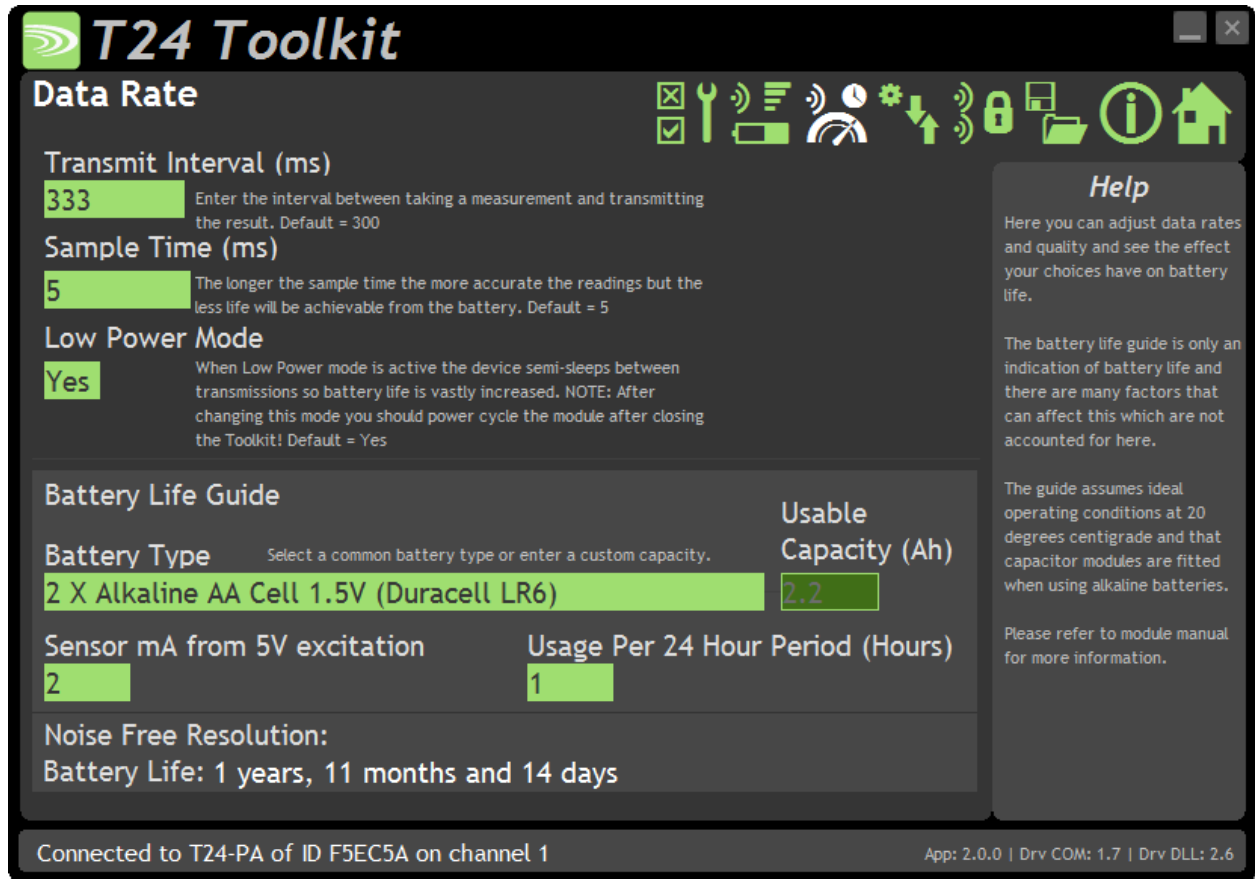 T24 Toolkit
Data Rate
Transmit Interval (ms)
333
Enter the interval between taking a measurement and transmitting
the result. Default = 300
Sample Time (ms)
5
The longer the sample time the more accurate the readings but the
less life will be achievable from the battery. Default = 5
Low Power Mode
Yes
When Low Power mode is active the device semi-sleeps between
transmissions so battery life is vastly increased. NOTE: After
changing this mode you should power cycle the module after closing
the Toolkit! Default = Yes
Battery Life Guide
Battery Type
Select a common battery type or enter a custom capacity.
Usable
Capacity (Ah)
2 X Alkaline AA Cell 1.5V (Duracell LR6)
2.2
Sensor mA from 5V excitation
2
Usage Per 24 Hour Period (Hours)
1
Noise Free Resolution:
Battery Life: 1 years, 11 months and 14 days
Help
Here you can adjust data rates
and quality and see the effect
your choices have on battery
life.
The battery life guide is only an
indication of battery life and
there are many factors that
can affect this which are not
accounted for here.
The guide assumes ideal
operating conditions at 20
degrees centigrade and that
capacitor modules are fitted
when using alkaline batteries.
Please refer to module manual
for more information.
Connected to T24-PA of ID F5EC5A on channel 1
App: 2.0.0 | Drv COM: 1.7 | Drv DLL: 2.6